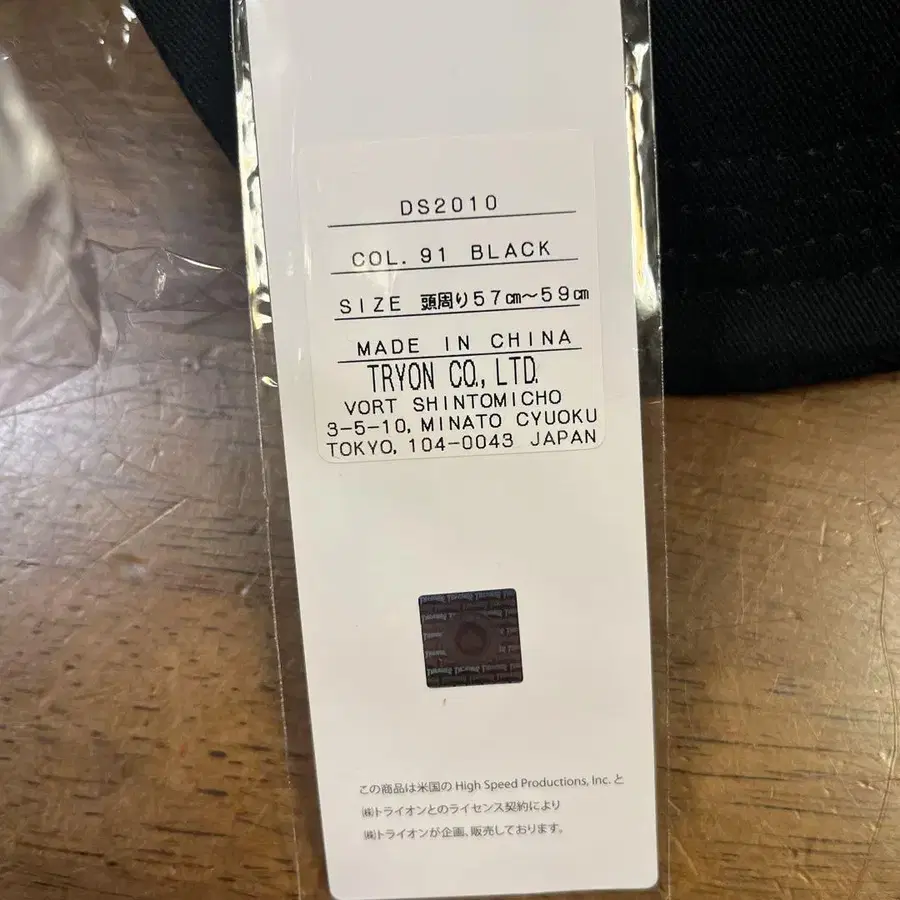 DS2010
COL. 91 BLACK
SIZE 頭周り57㎝～59㎝
MADE IN CHINA
TRYON CO., LTD.
VORT SHINTOMICHO
3-5-10, MINATO CYUOKU
TOKYO, 104-0043 JAPAN
この商品は米国の High Speed Productions, Inc. と
㈱トライオンとのライセンス契約により
㈱トライオンが企画、販売しております。